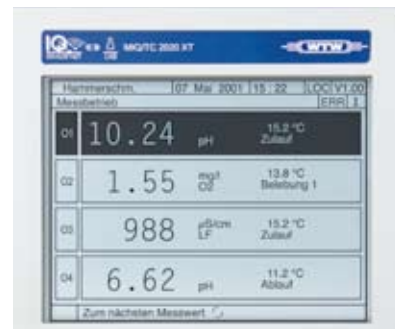 IQ MIQ/TC 2020 XT WTW
Hammerschm. 07 Mai 2001 15:22 LOC V1.00
Messbetrieb ERR I
01 10.24 pH 15.2 °C Zulauf
02 1.55 mg/l O2 13.8 °C Belebung 1
03 988 µS/cm LF 15.2 °C Zulauf
04 6.62 pH 11.2 °C Ablauf
Zum nächsten Messwert